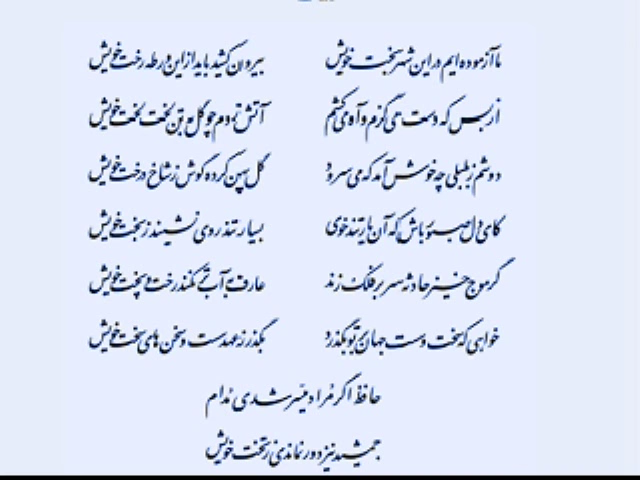 ما آزموده‌ایم در این شهر بخت خویش بیرون کشید باید از این ورطه رخت خویش
از بس که دست می‌گزم و آه می‌کشم آتش زدم چو گل به تن لخت لخت خویش
دوشم ز بلبلی چه خوش آمد که می‌سرود گل پهن کرده گوش ز شاخ درخت خویش
کای دل صبور باش که آن یار تندخوی بسیار تندروی نشیند ز بخت خویش
گر موج خیز حادثه سر بر فلک زند عارف به آب تر نکند رخت و پخت خویش
خواهی که سخت و سست جهان بر تو بگذرد بگذر ز عهد سست و سخن‌های سخت خویش
حافظ اگر مراد میسر شدی مدام
جمشید نیز دور نماندی ز تخت خویش